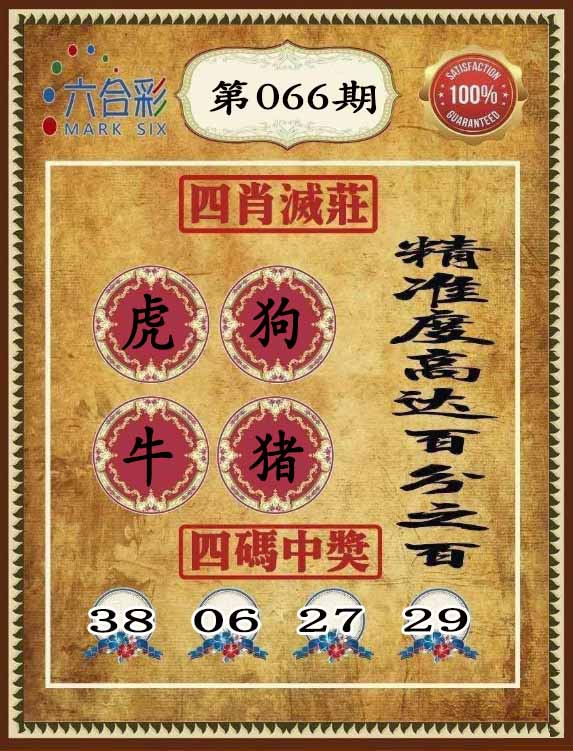 六合彩
MARK SIX
第066期
SATISFACTION
100%
GUARANTEED
四肖滅莊
虎 狗
牛 猪
精准度高达百分之百
四碼中獎
38 06 27 29